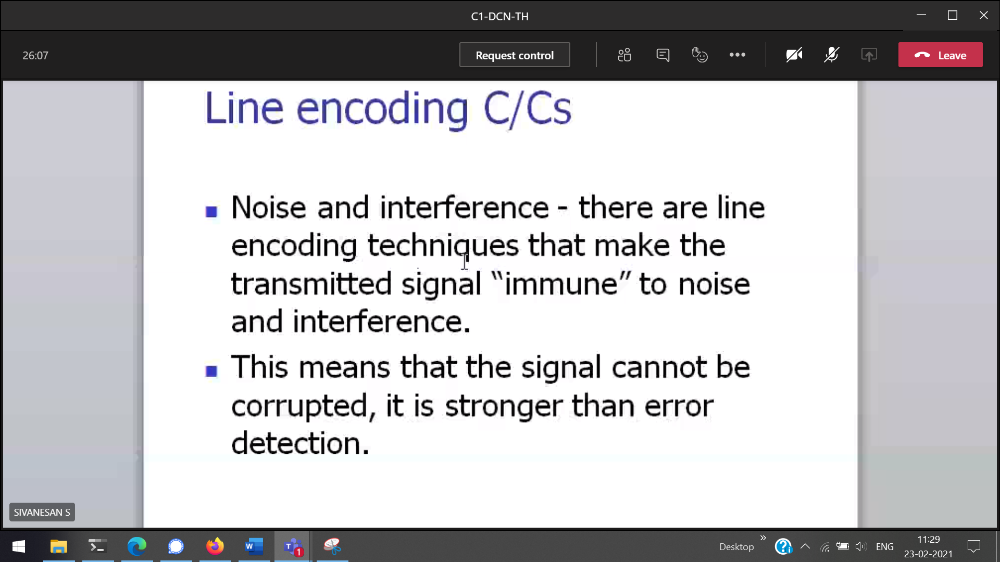 C1-DCN-TH
26:07
Request control
Leave
Line encoding C/Cs
Noise and interference - there are line
encoding techniques that make the
transmitted signal “immune” to noise
and interference.
This means that the signal cannot be
corrupted, it is stronger than error
detection.
SIVANESAN S
Desktop
ENG
11:29
23-02-2021